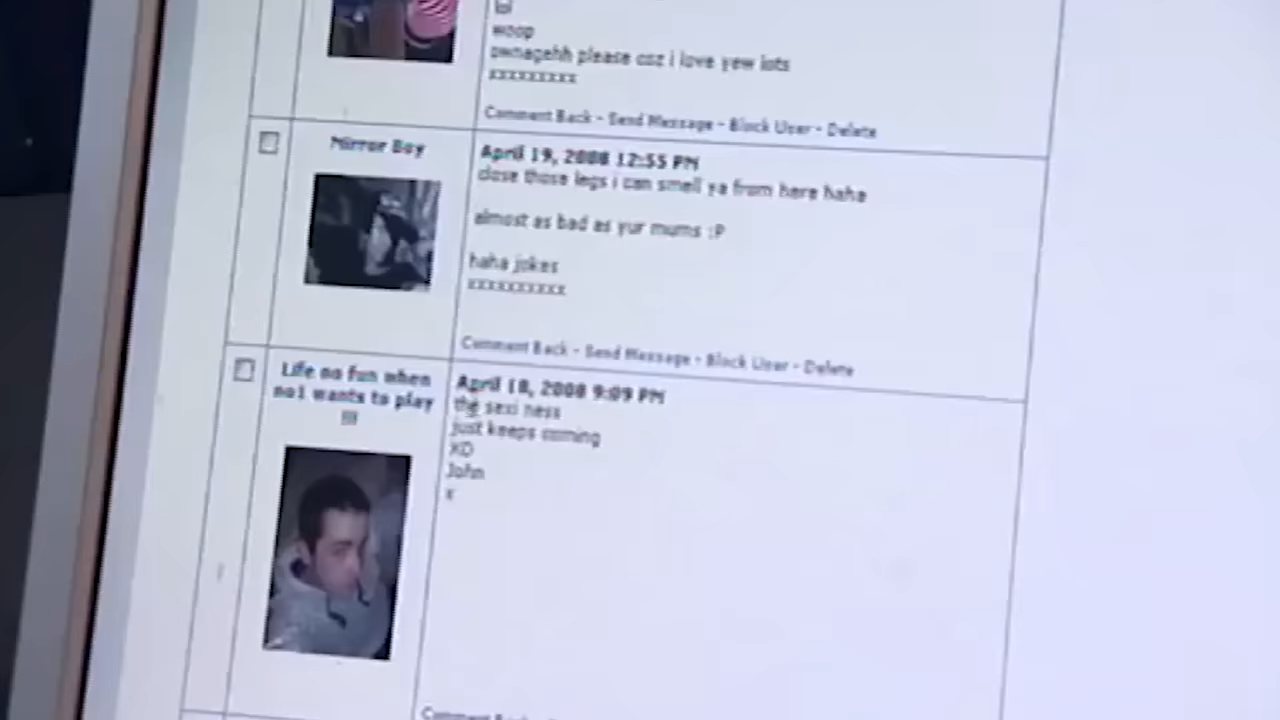 lol
woop
pwnagehh please coz i love yew lots
xxxxxxxxx
Comment Back - Send Message - Block User - Delete
Mirror Boy
April 19, 2008 12:55 PM
close those legs i can smell ya from here haha
almost as bad as yur mums :P
haha jokes
xxxxxxxxxx
Comment Back - Send Message - Block User - Delete
Life no fun when
no1 wants to play
!!!
April 18, 2008 9:09 PM
the sexi ness
just keeps coming
XD
John
x
Comment Back -